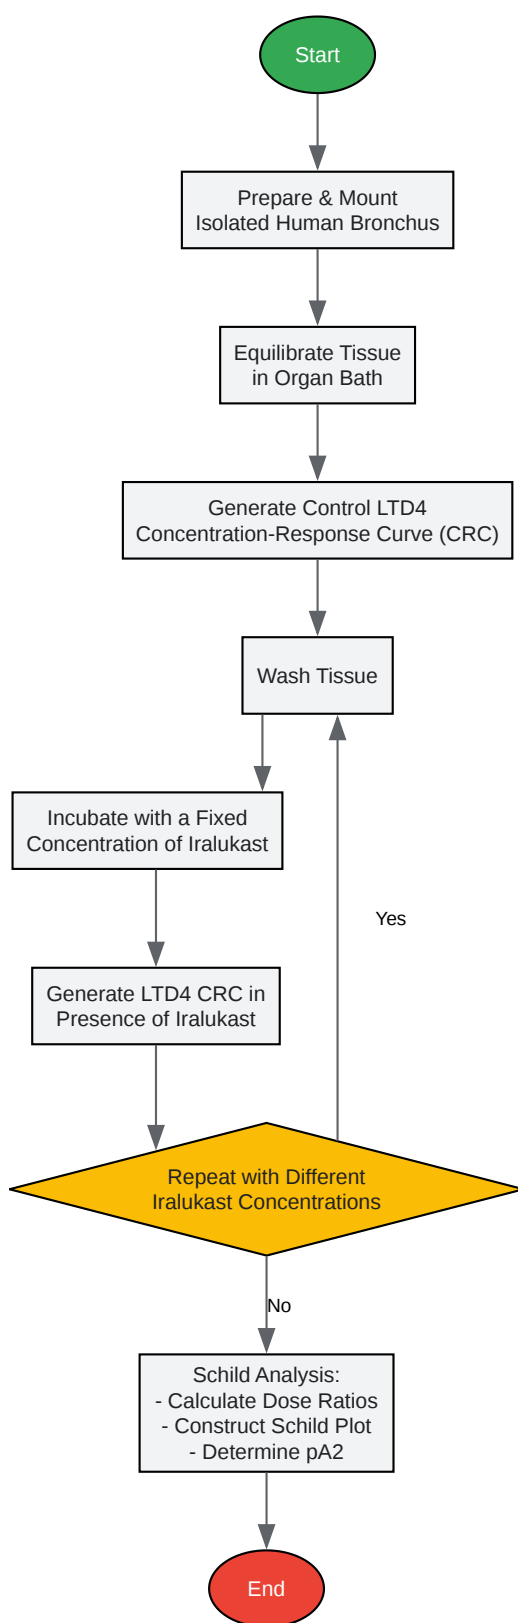 Start
Prepare & Mount
Isolated Human Bronchus
Equilibrate Tissue
in Organ Bath
Generate Control LTD4
Concentration-Response Curve (CRC)
Wash Tissue
Incubate with a Fixed
Concentration of Iralukast
Yes
Generate LTD4 CRC in
Presence of Iralukast
Repeat with Different
Iralukast Concentrations
No
Schild Analysis:
- Calculate Dose Ratios
- Construct Schild Plot
- Determine pA2
End